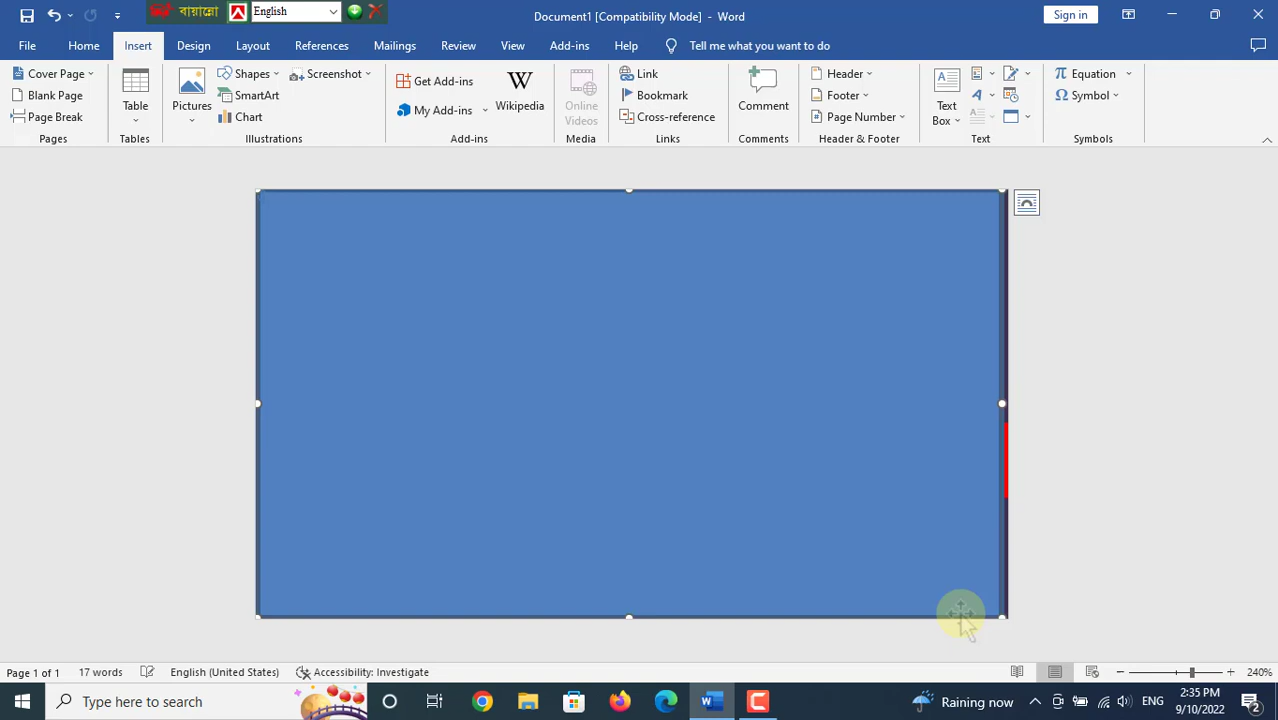 বায়ান্নো
English
Document1 [Compatibility Mode] - Word
Sign in
File
Home
Insert
Design
Layout
References
Mailings
Review
View
Add-ins
Help
Tell me what you want to do
Cover Page
Blank Page
Page Break
Pages
Table
Tables
Pictures
Shapes
SmartArt
Chart
Screenshot
Illustrations
Get Add-ins
My Add-ins
W
Wikipedia
Add-ins
Online
Videos
Media
Link
Bookmark
Cross-reference
Links
Comment
Comments
Header
Footer
Page Number
Header & Footer
Text
Box
Text
Equation
Symbol
Symbols
Page 1 of 1
17 words
English (United States)
Accessibility: Investigate
240%
Type here to search
Raining now
ENG
2:35 PM
9/10/2022
2